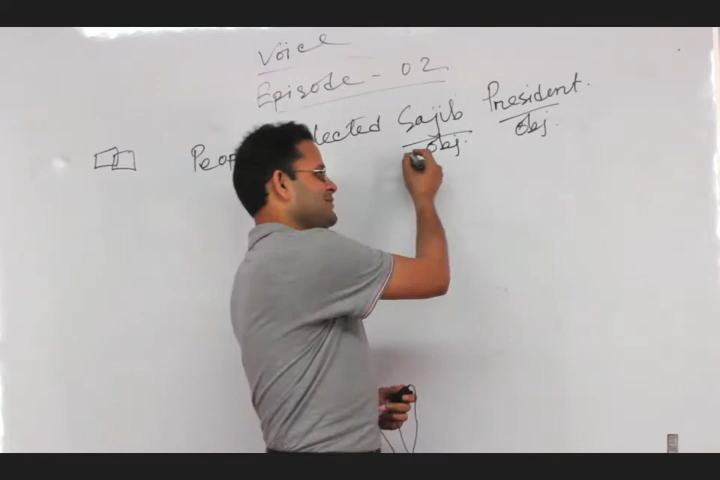 Voice
Episode - 02
Sajib President.
obj. obj.